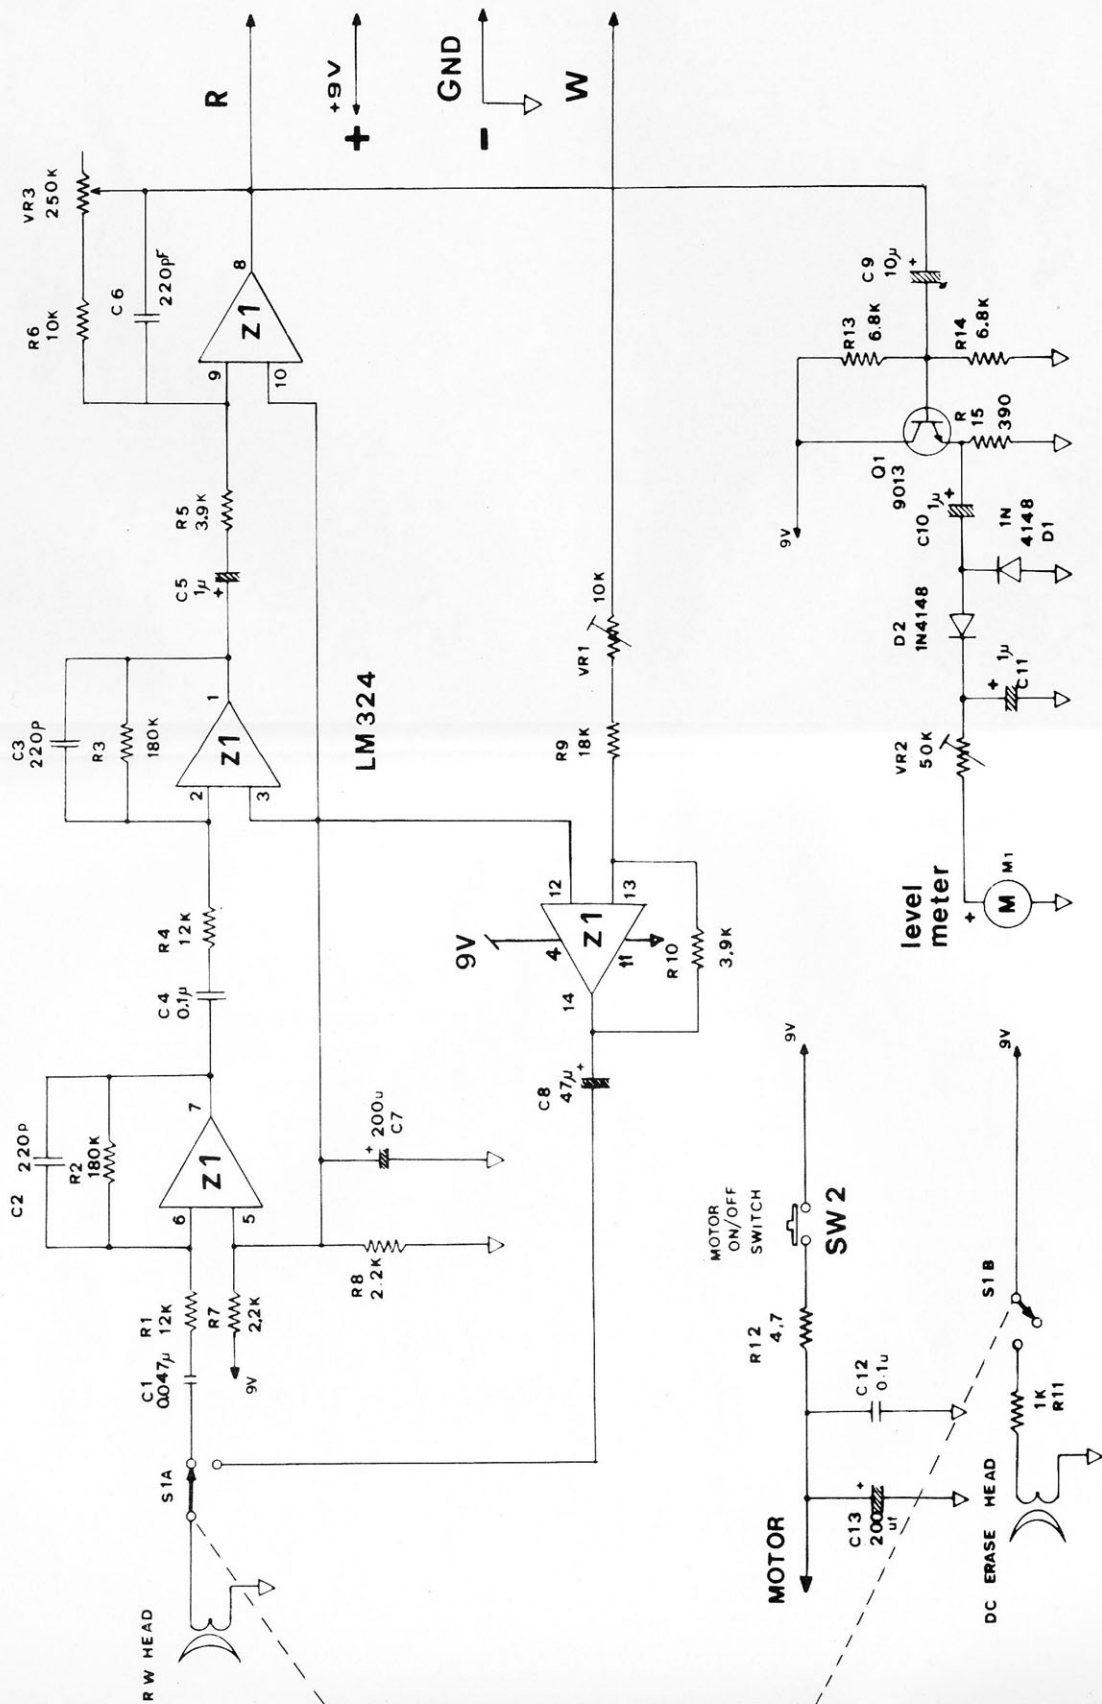 RW HEAD
S1A
C1
0.047µ
R1
12K
R7
2,2K
9V
C2
220P
R2
180K
6
5
7
Z1
R8
2.2K
+
200u
C7
C4
0.1µ
R4
12K
C3
220P
R3
180K
2
3
1
Z1
LM324
C5
1µ
+
R5
3.9K
R6
10K
VR3
250K
C6
220pF
9
10
8
Z1
R
+
+9V
-
GND
W
C8
47µ
+
14
12
13
9V
4
11
Z1
R10
3,9K
R9
18K
VR1
10K
MOTOR
C13
200
uf
+
C12
0.1u
R12
4,7
MOTOR
ON/OFF
SWITCH
SW2
9V
DC ERASE HEAD
1K
R11
S1B
9V
level
meter
+
M
M1
VR2
50K
+
1µ
C11
D2
1N4148
1N
4148
D1
C10
1µ
+
Q1
9013
R
15
390
R13
6.8K
R14
6.8K
C9
10µ
+
9V